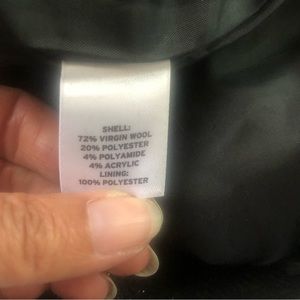 SHELL:
72% VIRGIN WOOL
20% POLYESTER
4% POLYAMIDE
4% ACRYLIC
LINING:
100% POLYESTER